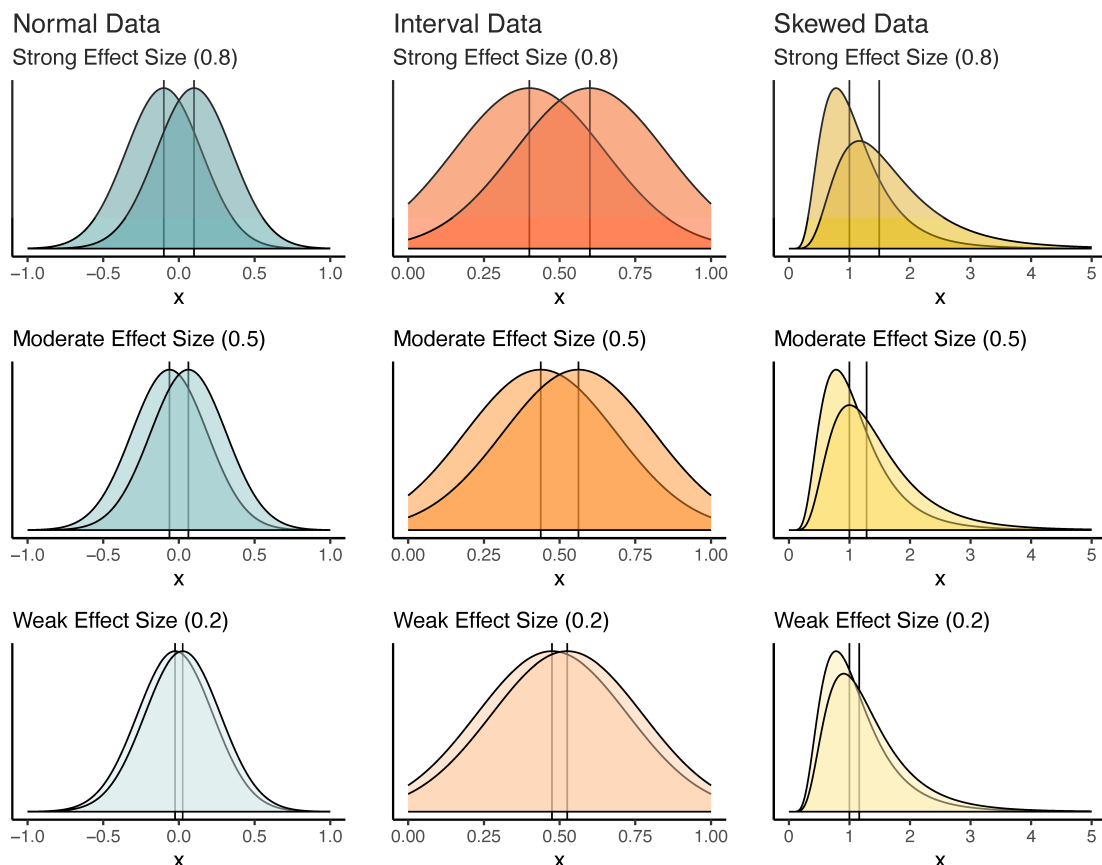 Normal Data
Interval Data
Skewed Data
Strong Effect Size (0.8)
Strong Effect Size (0.8)
Strong Effect Size (0.8)
−1.0 −0.5 0.0 0.5 1.0
0.00 0.25 0.50 0.75 1.00
0 1 2 3 4 5
x
x
x
Moderate Effect Size (0.5)
Moderate Effect Size (0.5)
Moderate Effect Size (0.5)
−1.0 −0.5 0.0 0.5 1.0
0.00 0.25 0.50 0.75 1.00
0 1 2 3 4 5
x
x
x
Weak Effect Size (0.2)
Weak Effect Size (0.2)
Weak Effect Size (0.2)
−1.0 −0.5 0.0 0.5 1.0
0.00 0.25 0.50 0.75 1.00
0 1 2 3 4 5
x
x
x